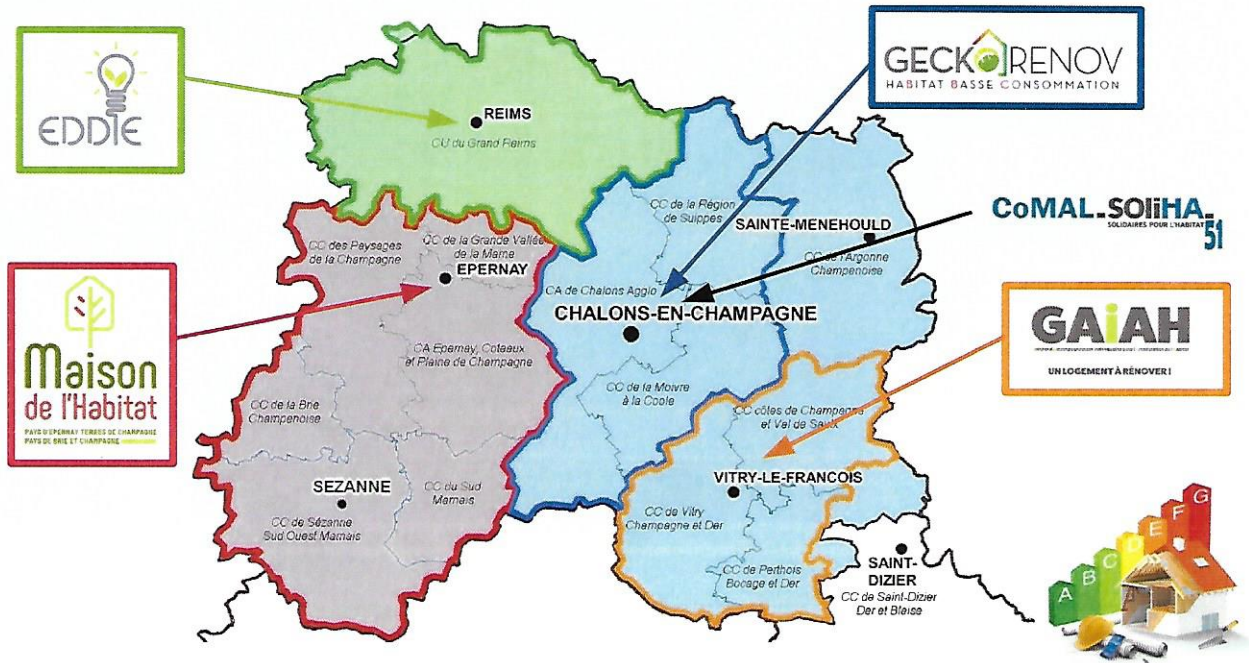 EDDIE
GECKORENOV
HABITAT BASSE CONSOMMATION
REIMS
CU du Grand Reims
CC de la Région
de Suippes
SAINTE-MENEHOULD
CC de l'Argonne
Champenoise
CoMAL-SOLiHA
SOLIDAIRES POUR L'HABITAT
51
CC des Paysages
de la Champagne
CC de la Grande Vallée
de la Marne
EPERNAY
CA de Chalons Agglo
CHALONS-EN-CHAMPAGNE
Maison
de l'Habitat
PAYS D'EPERNAY TERRES DE CHAMPAGNE
PAYS DE BRIE ET CHAMPAGNE
CA Epernay, Coteaux
et Plaine de Champagne
GAiAH
UN LOGEMENT À RÉNOVER !
CC de la Brie
Champenoise
CC de la Moivre
à la Coole
CC côtes de Champagne
et Val de Saulx
SEZANNE
CC de Sézanne
Sud Ouest Marnais
CC du Sud
Marnais
VITRY-LE-FRANCOIS
CC de Vitry
Champagne et Der
CC de Perthois
Bocage et Der
SAINT-
DIZIER
CC de Saint-Dizier
Der et Blaise
A B C D E F G